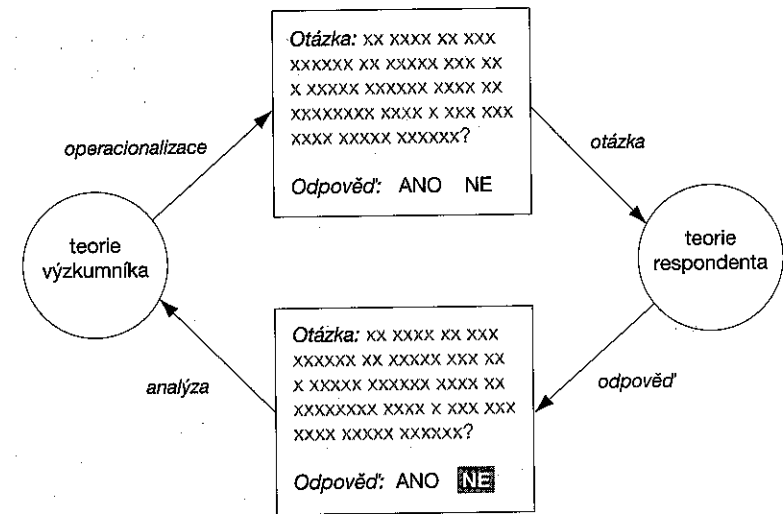 Otázka: xx xxxx xx xxx
xxxxxx xx xxxxx xxx xx
x xxxxx xxxxxx xxxx xx
xxxxxxxx xxxx x xxx xxx
xxxx xxxxx xxxxxx?
Odpověď: ANO NE
operacionalizace
otázka
teorie
výzkumníka
teorie
respondenta
Otázka: xx xxxx xx xxx
xxxxxx xx xxxxx xxx xx
x xxxxx xxxxxx xxxx xx
xxxxxxxx xxxx x xxx xxx
xxxx xxxxx xxxxxx?
Odpověď: ANO NE
analýza
odpověď